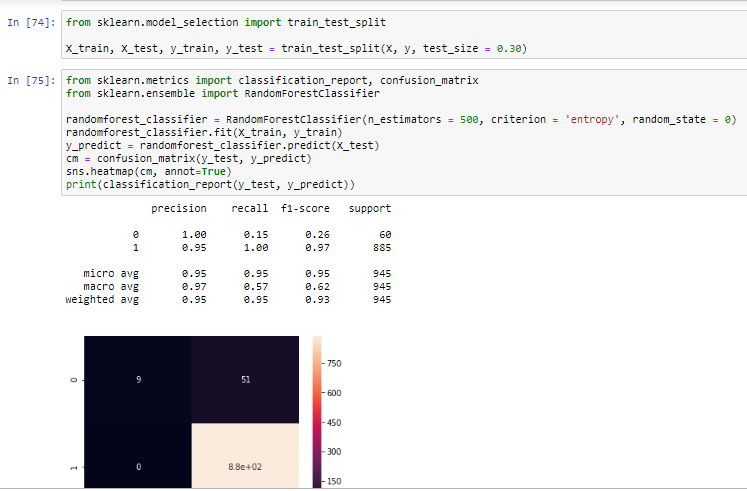 In [74]: from sklearn.model_selection import train_test_split
X_train, X_test, y_train, y_test = train_test_split(X, y, test_size = 0.30)
In [75]: from sklearn.metrics import classification_report, confusion_matrix
from sklearn.ensemble import RandomForestClassifier
randomforest_classifier = RandomForestClassifier(n_estimators = 500, criterion = 'entropy', random_state = 0)
randomforest_classifier.fit(X_train, y_train)
y_predict = randomforest_classifier.predict(X_test)
cm = confusion_matrix(y_test, y_predict)
sns.heatmap(cm, annot=True)
print(classification_report(y_test, y_predict))
precision recall f1-score support
0 1.00 0.15 0.26 60
1 0.95 1.00 0.97 885
micro avg 0.95 0.95 0.95 945
macro avg 0.97 0.57 0.62 945
weighted avg 0.95 0.95 0.93 945
750
0 9 51
600
450
300
1 0 8.8e+02
150